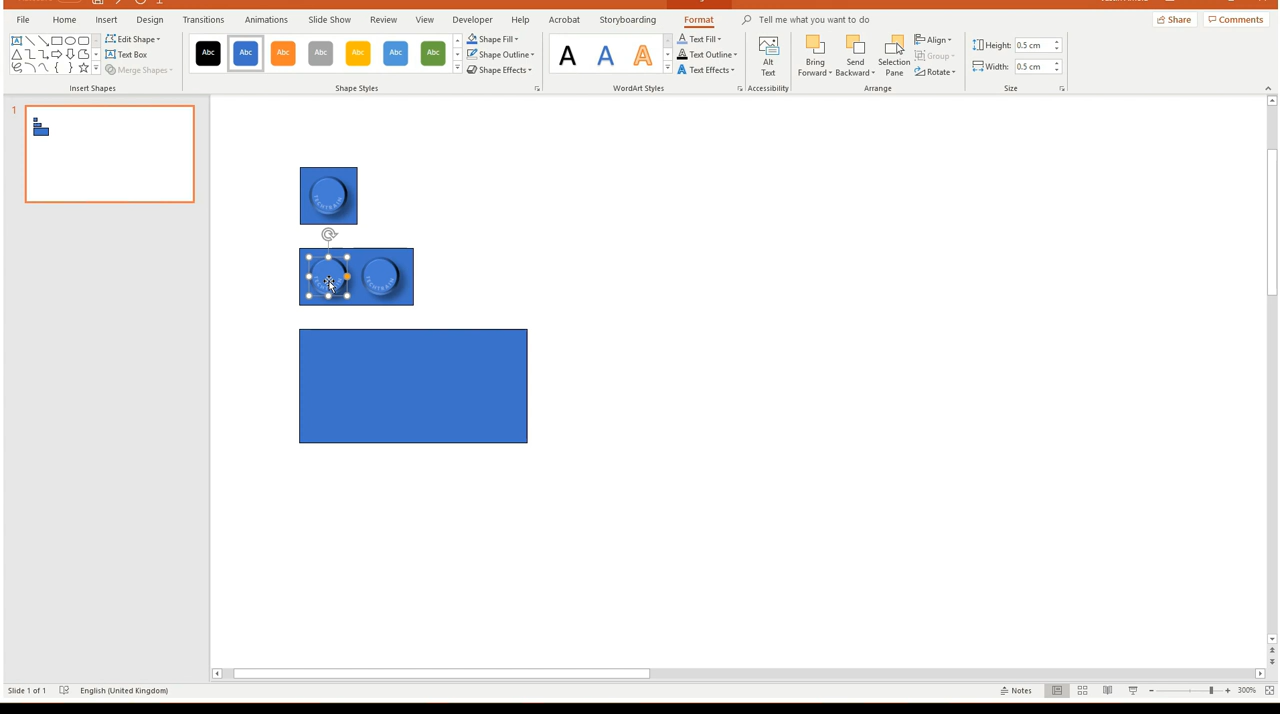 File Home Insert Design Transitions Animations Slide Show Review View Developer Help Acrobat Storyboarding Format Tell me what you want to do Share Comments
Edit Shape
Text Box
Merge Shapes
Insert Shapes
Abc Abc Abc Abc Abc Abc Abc
Shape Fill
Shape Outline
Shape Effects
Shape Styles
A A A
Text Fill
Text Outline
Text Effects
WordArt Styles
Alt
Text
Accessibility
Bring
Forward
Send
Backward
Selection
Pane
Align
Group
Rotate
Arrange
Height: 0.5 cm
Width: 0.5 cm
Size
1
TECHTRAIN
TECHTRAIN
Slide 1 of 1 English (United Kingdom) Notes 300%